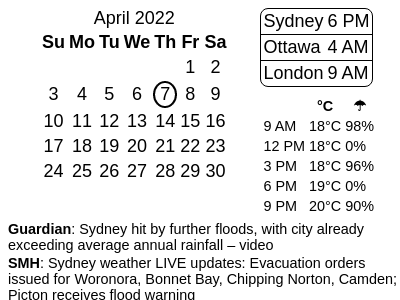 April 2022
Su Mo Tu We Th Fr Sa
1 2
3 4 5 6 7 8 9
10 11 12 13 14 15 16
17 18 19 20 21 22 23
24 25 26 27 28 29 30
Sydney 6 PM
Ottawa 4 AM
London 9 AM
°C ☂
9 AM 18°C 98%
12 PM 18°C 0%
3 PM 18°C 96%
6 PM 19°C 0%
9 PM 20°C 90%
Guardian: Sydney hit by further floods, with city already
exceeding average annual rainfall – video
SMH: Sydney weather LIVE updates: Evacuation orders
issued for Woronora, Bonnet Bay, Chipping Norton, Camden;
Picton receives flood warning